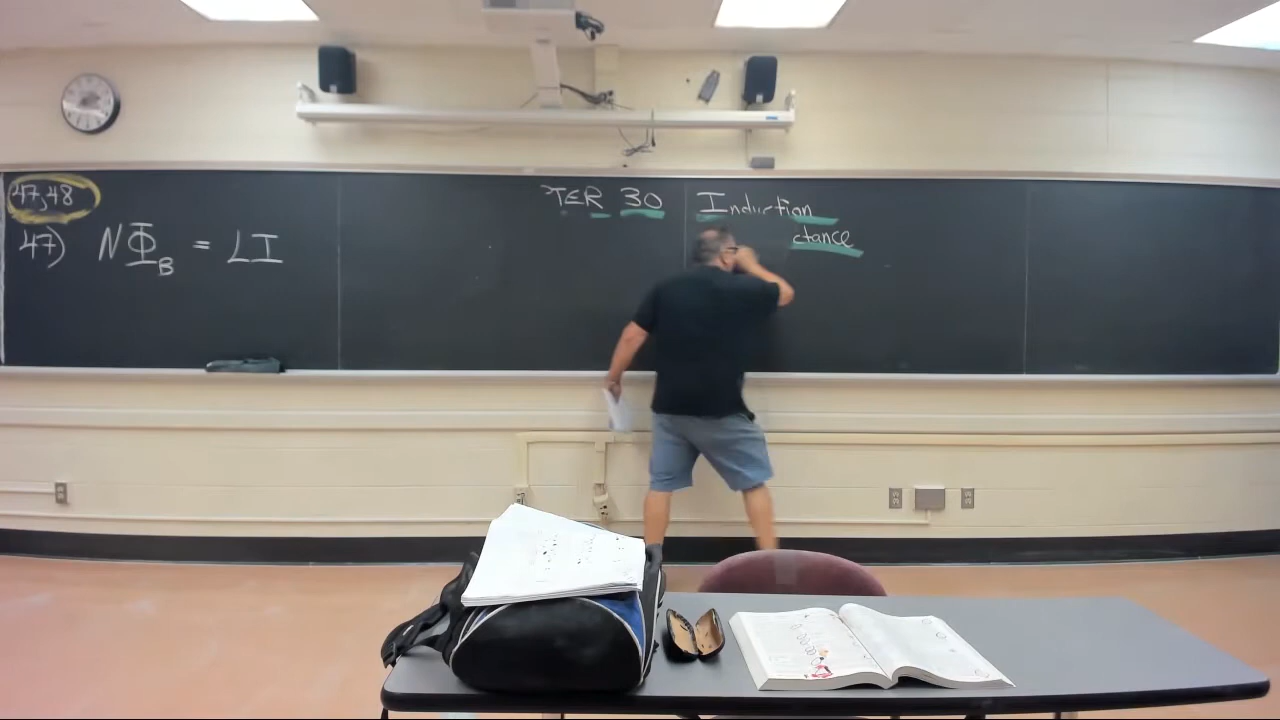 47,48
47) NΦB = LI
TER 30 Induction
ctance